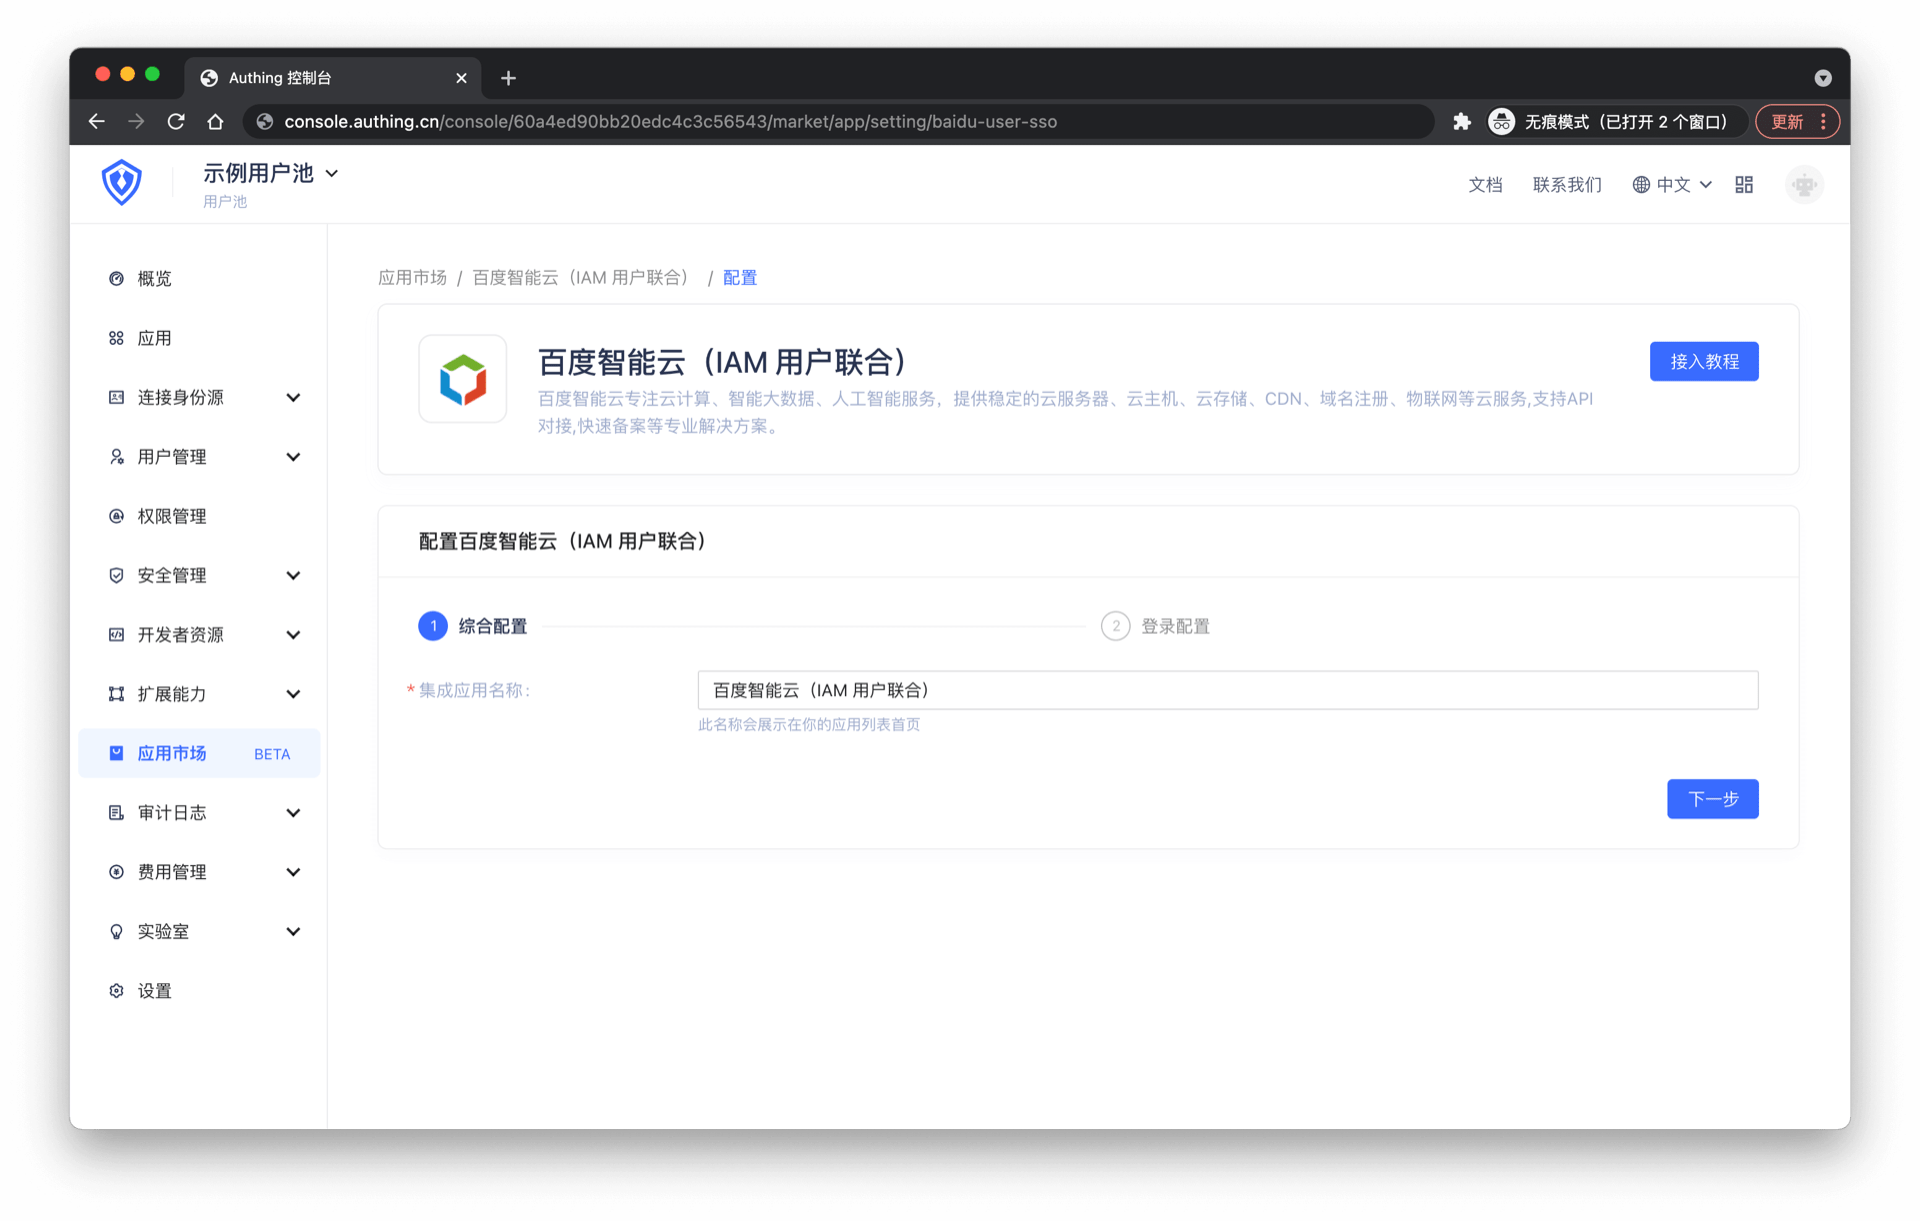 Authing 控制台
console.authing.cn/console/60a4ed90bb20edc4c3c56543/market/app/setting/baidu-user-sso
无痕模式（已打开 2 个窗口）
更新
示例用户池
用户池
文档
联系我们
中文
概览
应用
连接身份源
用户管理
权限管理
安全管理
开发者资源
扩展能力
应用市场 BETA
审计日志
费用管理
实验室
设置
应用市场 / 百度智能云（IAM 用户联合） / 配置
百度智能云（IAM 用户联合）
接入教程
百度智能云专注云计算、智能大数据、人工智能服务，提供稳定的云服务器、云主机、云存储、CDN、域名注册、物联网等云服务,支持API
对接,快速备案等专业解决方案。
配置百度智能云（IAM 用户联合）
1 综合配置
2 登录配置
* 集成应用名称:
百度智能云（IAM 用户联合）
此名称会展示在你的应用列表首页
下一步